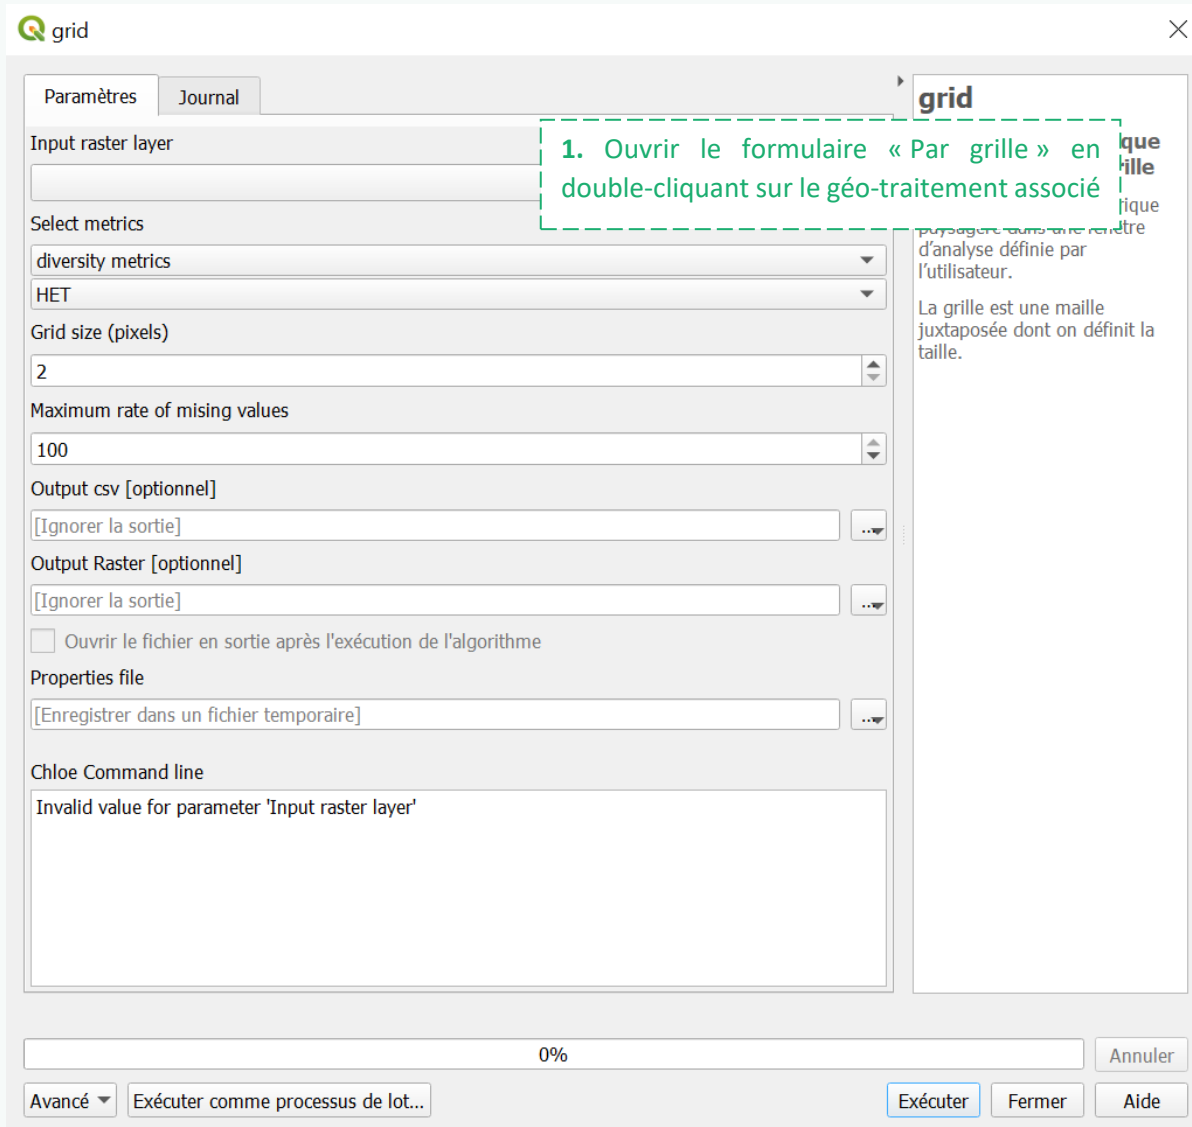 grid
Paramètres
Journal
Input raster layer
1. Ouvrir le formulaire « Par grille » en
double-cliquant sur le géo-traitement associé
Select metrics
diversity metrics
HET
Grid size (pixels)
2
Maximum rate of mising values
100
Output csv [optionnel]
[Ignorer la sortie]
...
Output Raster [optionnel]
[Ignorer la sortie]
...
Ouvrir le fichier en sortie après l'exécution de l'algorithme
Properties file
[Enregistrer dans un fichier temporaire]
...
Chloe Command line
Invalid value for parameter 'Input raster layer'
grid
d'analyse définie par
l'utilisateur.
La grille est une maille
juxtaposée dont on définit la
taille.
0%
Annuler
Avancé
Exécuter comme processus de lot...
Exécuter
Fermer
Aide